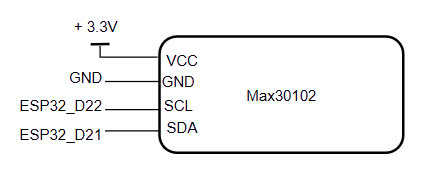 + 3.3V
VCC
GND
GND
Max30102
ESP32_D22
SCL
ESP32_D21
SDA